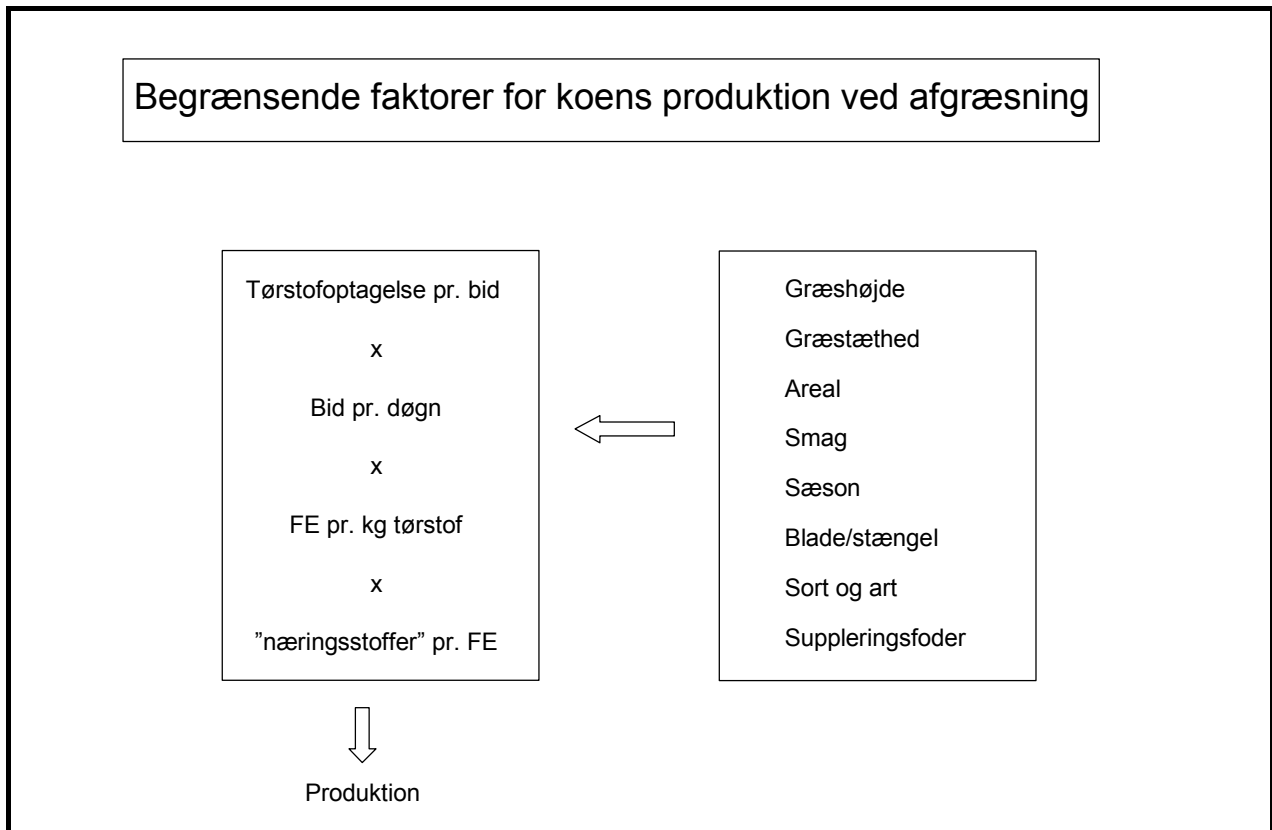 Begrænsende faktorer for koens produktion ved afgræsning
Tørstofoptagelse pr. bid
x
Bid pr. døgn
x
FE pr. kg tørstof
x
”næringsstoffer” pr. FE
Produktion
Græshøjde
Græstæthed
Areal
Smag
Sæson
Blade/stængel
Sort og art
Suppleringsfoder